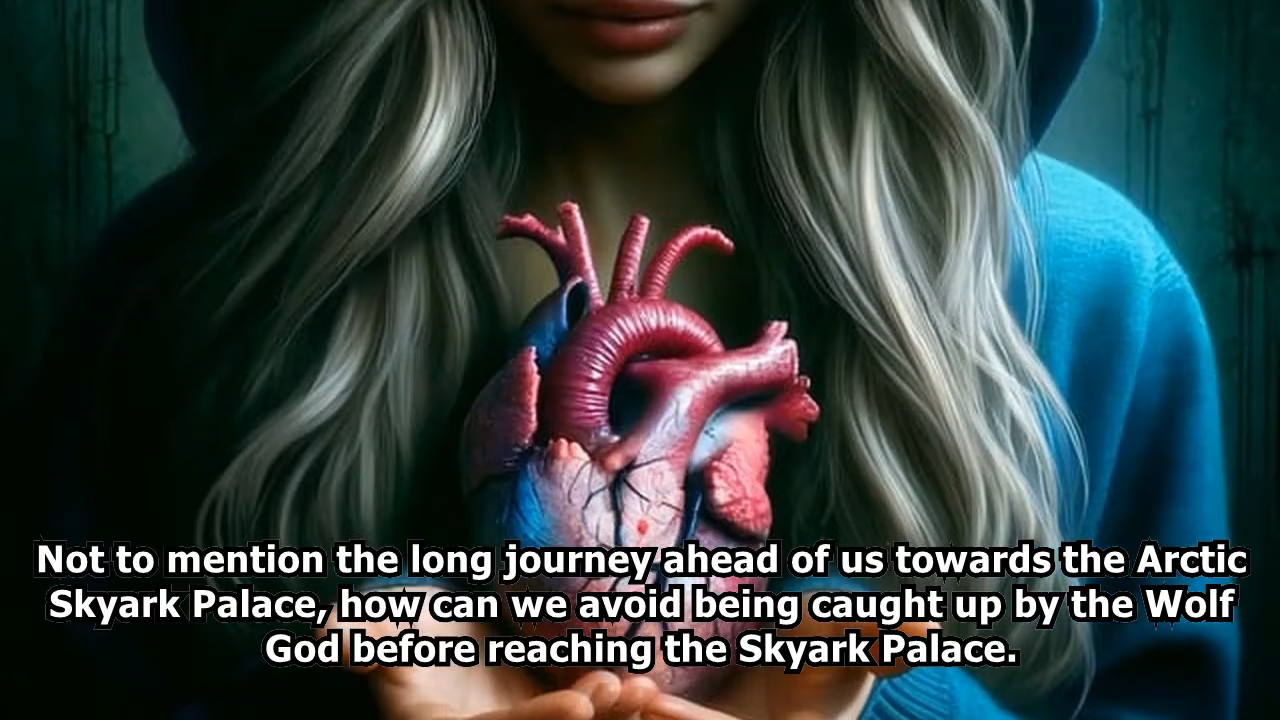 Not to mention the long journey ahead of us towards the Arctic
Skyark Palace, how can we avoid being caught up by the Wolf
God before reaching the Skyark Palace.